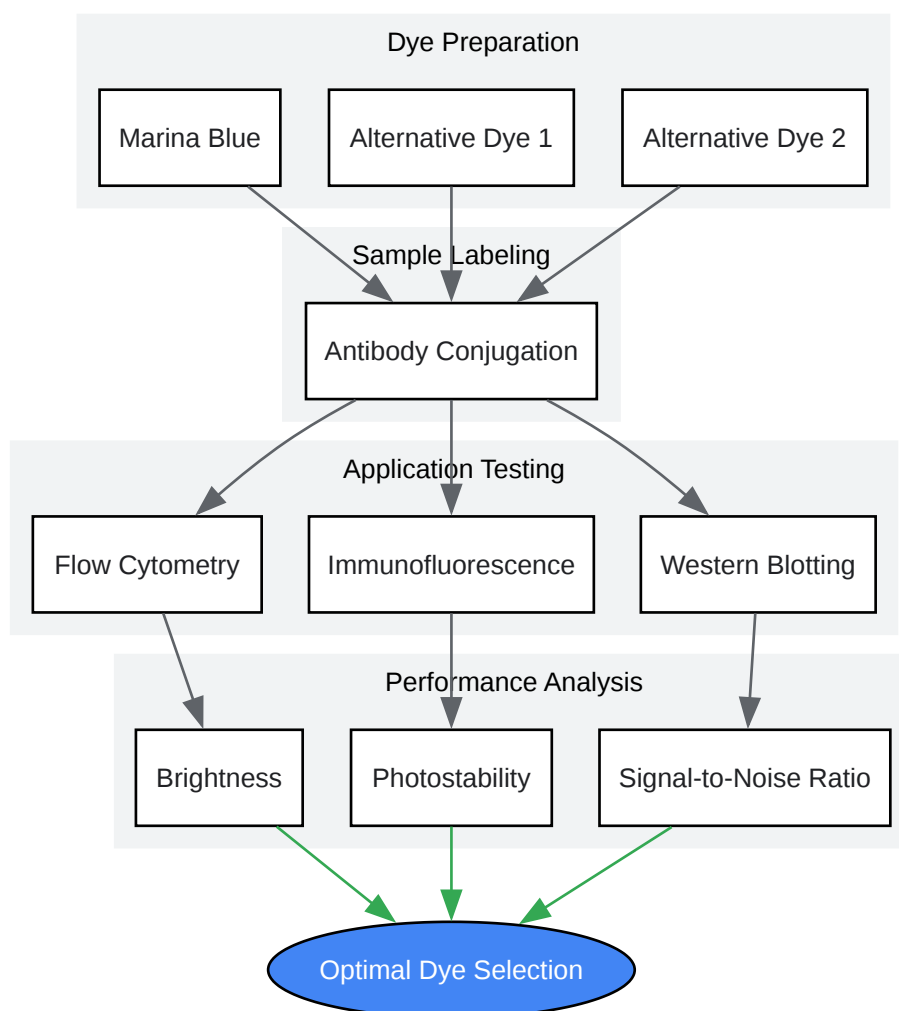 Dye Preparation
Marina Blue
Alternative Dye 1
Alternative Dye 2
Sample Labeling
Antibody Conjugation
Application Testing
Flow Cytometry
Immunofluorescence
Western Blotting
Performance Analysis
Brightness
Photostability
Signal-to-Noise Ratio
Optimal Dye Selection